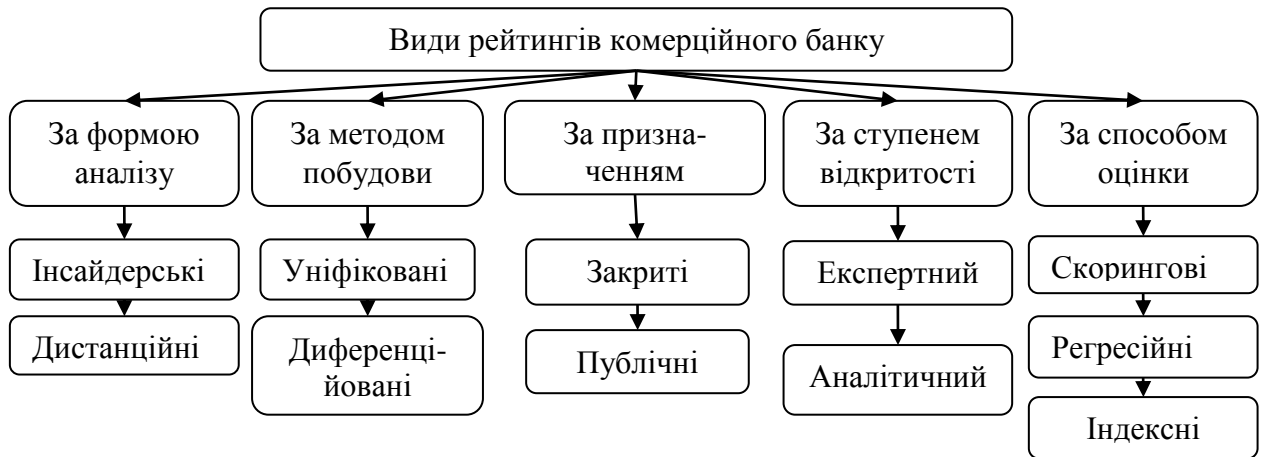 Види рейтингів комерційного банку
За формою
аналізу
За методом
побудови
За призна-
ченням
За ступенем
відкритості
За способом
оцінки
Інсайдерські
Уніфіковані
Закриті
Експертний
Скорингові
Дистанційні
Диференці-
йовані
Публічні
Аналітичний
Регресійні
Індексні